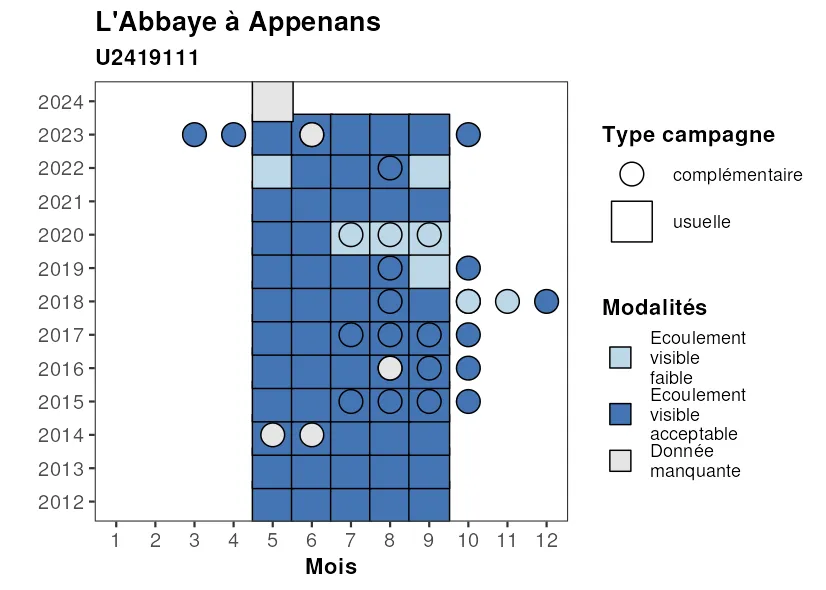 L'Abbaye à Appenans
U2419111
2024
2023
2022
2021
2020
2019
2018
2017
2016
2015
2014
2013
2012
1 2 3 4 5 6 7 8 9 10 11 12
Mois
Type campagne
complémentaire
usuelle
Modalités
Ecoulement
visible
faible
Ecoulement
visible
acceptable
Donnée
manquante